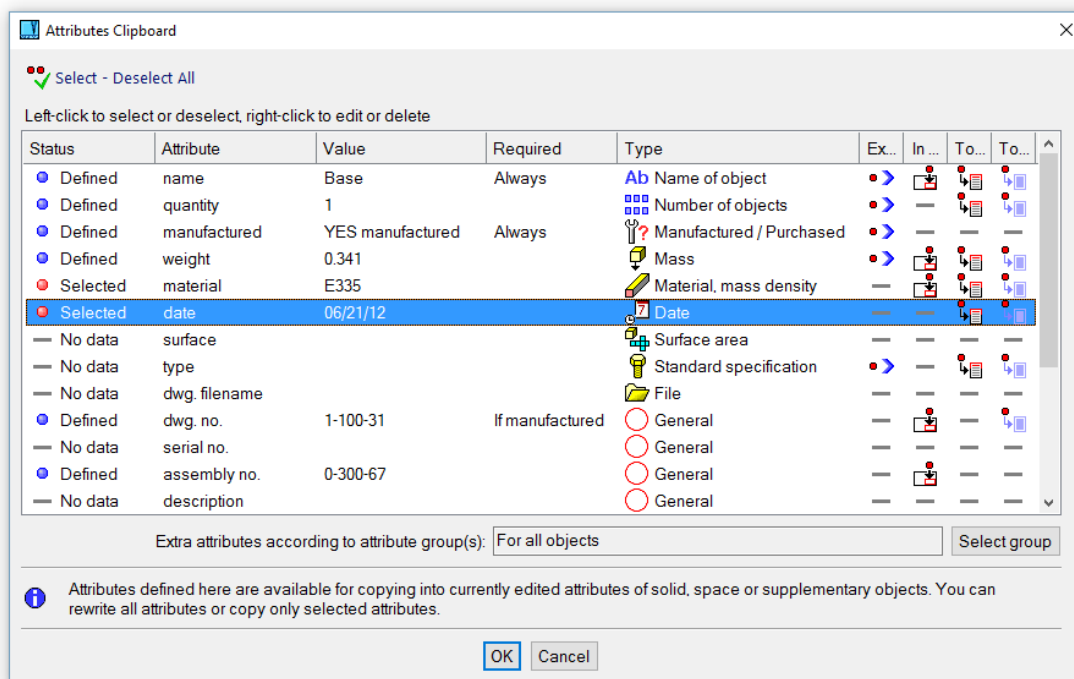 Attributes Clipboard
Select - Deselect All
Left-click to select or deselect, right-click to edit or delete
Status Attribute Value Required Type Ex... In ... To... To...
Defined name Base Always Ab Name of object
Defined quantity 1 Number of objects
Defined manufactured YES manufactured Always ? Manufactured / Purchased
Defined weight 0.341 Mass
Selected material E335 Material, mass density
Selected date 06/21/12 7 Date
No data surface Surface area
No data type Standard specification
No data dwg. filename File
Defined dwg. no. 1-100-31 If manufactured General
No data serial no. General
Defined assembly no. 0-300-67 General
No data description General
Extra attributes according to attribute group(s): For all objects Select group
Attributes defined here are available for copying into currently edited attributes of solid, space or supplementary objects. You can
rewrite all attributes or copy only selected attributes.
OK Cancel